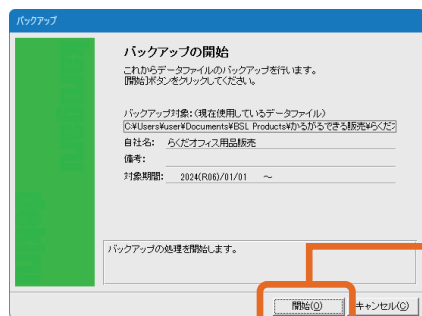 バックアップ
バックアップの開始
これからデータファイルのバックアップを行います。
[開始]ボタンをクリックしてください。
バックアップ対象:(現在使用しているデータファイル)
C:¥Users¥user¥Documents¥BSL Products¥かるがるできる販売¥らくだ
自社名: らくだオフィス用品販売
備考:
対象期間: 2024(R06)/01/01 ～
バックアップの処理を開始します。
開始(O) キャンセル(C)